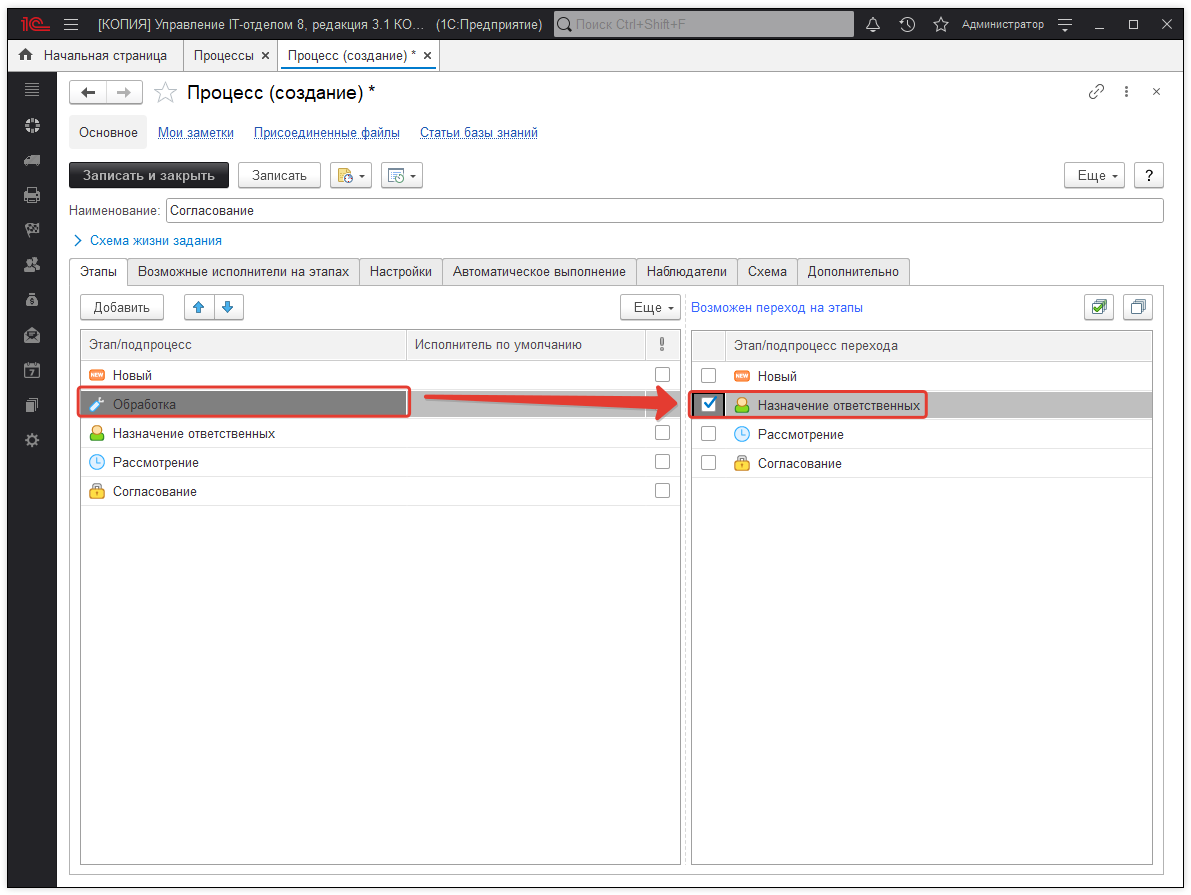 1С [КОПИЯ] Управление IT-отделом 8, редакция 3.1 КО... (1С:Предприятие) Поиск Ctrl+Shift+F Администратор
Начальная страница Процессы × Процесс (создание) * ×
Процесс (создание) *
Основное Мои заметки Присоединенные файлы Статьи базы знаний
Записать и закрыть Записать Еще ?
Наименование: Согласование
Схема жизни задания
Этапы Возможные исполнители на этапах Настройки Автоматическое выполнение Наблюдатели Схема Дополнительно
Добавить Еще Возможен переход на этапы
Этап/подпроцесс Исполнитель по умолчанию Этап/подпроцесс перехода
NEW Новый NEW Новый
Обработка Назначение ответственных
Назначение ответственных Рассмотрение
Рассмотрение Согласование
Согласование
7